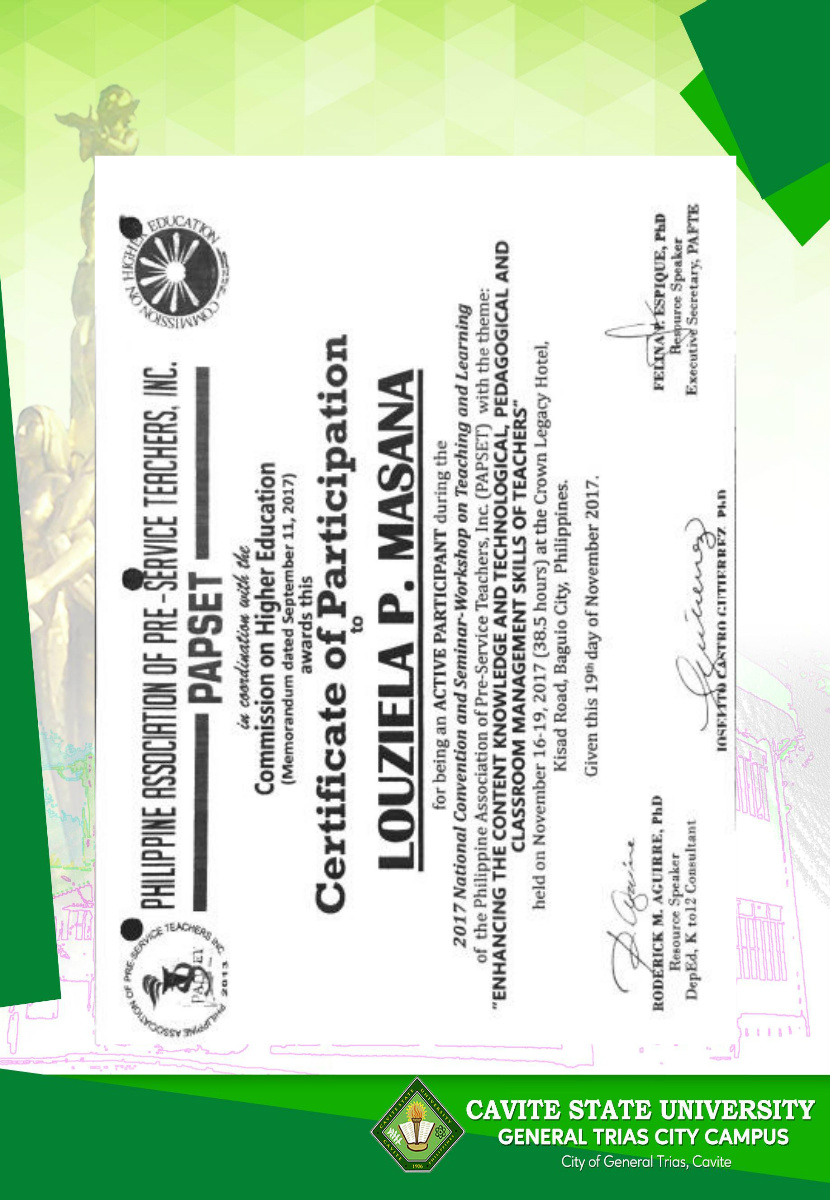 COMMISSION ON HIGHER EDUCATION
PHILIPPINE ASSOCIATION OF PRE-SERVICE TEACHERS INC.
2013
PHILIPPINE ASSOCIATION OF PRE-SERVICE TEACHERS, INC.
PAPSET
in coordination with the
Commission on Higher Education
(Memorandum dated September 11, 2017)
awards this
Certificate of Participation
to
LOUZIELA P. MASANA
for being an ACTIVE PARTICIPANT during the
2017 National Convention and Seminar-Workshop on Teaching and Learning
of the Philippine Association of Pre-Service Teachers, Inc. (PAPSET) with the theme:
"ENHANCING THE CONTENT KNOWLEDGE AND TECHNOLOGICAL, PEDAGOGICAL AND
CLASSROOM MANAGEMENT SKILLS OF TEACHERS"
held on November 16-19, 2017 (38.5 hours) at the Crown Legacy Hotel,
Kisad Road, Baguio City, Philippines.
Given this 19th day of November 2017.
RODERICK M. AGUIRRE, PhD
Resource Speaker
DepEd, K to12 Consultant
JOSELITO CASTRO GUTIERREZ, PhD
FELINA P. ESPIQUE, PhD
Resource Speaker
Executive Secretary, PAFTE
CAVITE STATE UNIVERSITY
GENERAL TRIAS CITY CAMPUS
City of General Trias, Cavite
1906